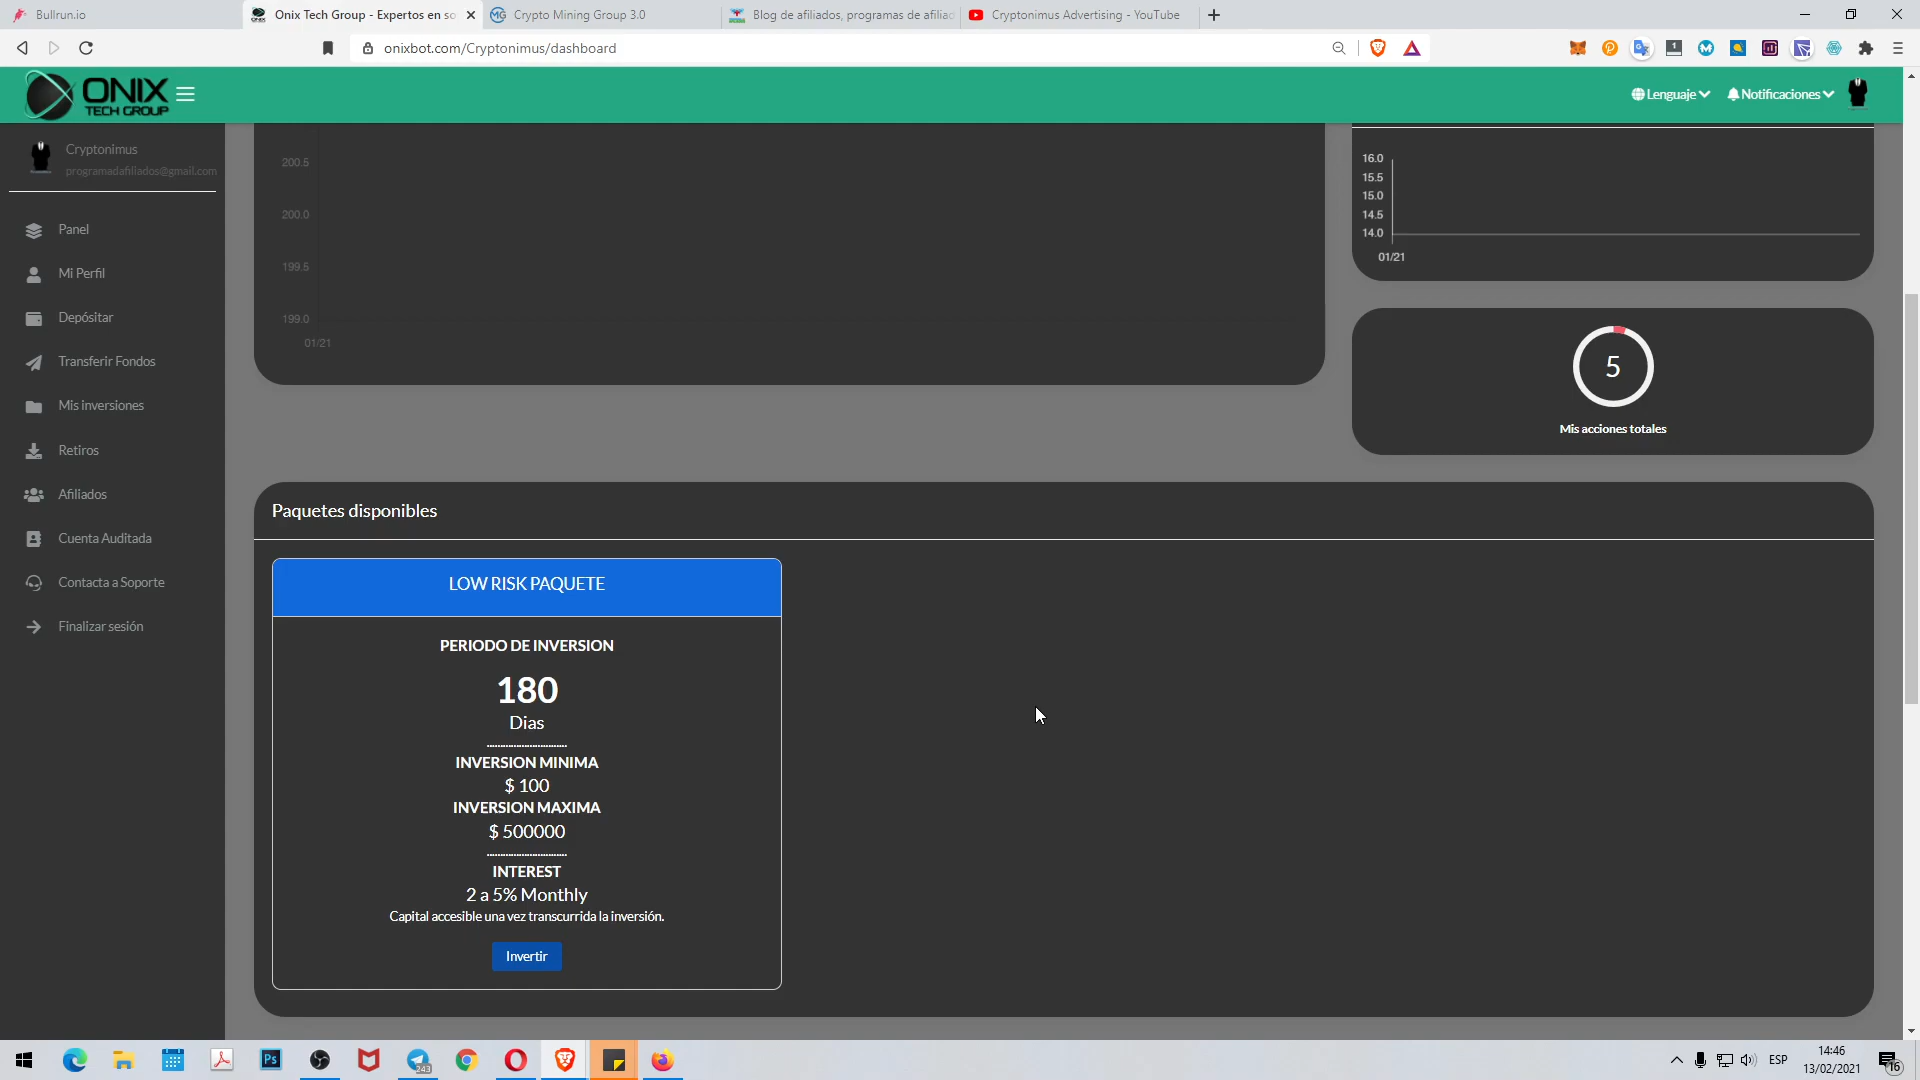 Bullrun.io
Onix Tech Group - Expertos en so
Crypto Mining Group 3.0
Blog de afiliados, programas de afiliad
Cryptonimus Advertising - YouTube
onixbot.com/Cryptonimus/dashboard
ONIX
TECH GROUP
Lenguaje
Notificaciones
Cryptonimus
programadafiliados@gmail.com
Panel
Mi Perfil
Depósitar
Transferir Fondos
Mis inversiones
Retiros
Afiliados
Cuenta Auditada
Contacta a Soporte
Finalizar sesión
200.5
200.0
199.5
199.0
01/21
16.0
15.5
15.0
14.5
14.0
01/21
5
Mis acciones totales
Paquetes disponibles
LOW RISK PAQUETE
PERIODO DE INVERSION
180
Dias
INVERSION MINIMA
$ 100
INVERSION MAXIMA
$ 500000
INTEREST
2 a 5% Monthly
Capital accesible una vez transcurrida la inversión.
Invertir
243
ESP
14:46
13/02/2021
16